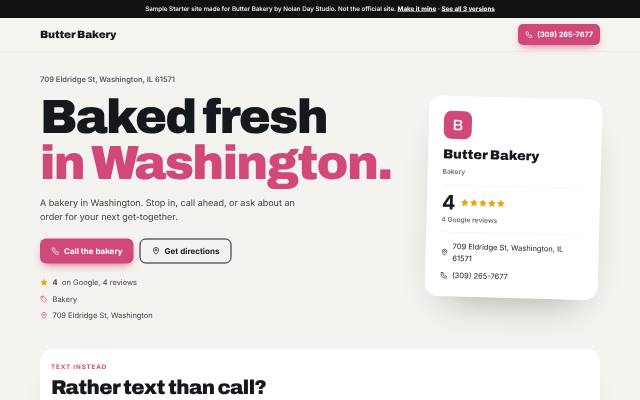 Sample Starter site made for Butter Bakery by Nolan Day Studio. Not the official site. Make it mine · See all 3 versions
Butter Bakery
(309) 265-7677
709 Eldridge St, Washington, IL 61571
Baked fresh
in Washington.
A bakery in Washington. Stop in, call ahead, or ask about an
order for your next get-together.
Call the bakery
Get directions
4 on Google, 4 reviews
Bakery
709 Eldridge St, Washington
B
Butter Bakery
Bakery
4
4 Google reviews
709 Eldridge St, Washington, IL
61571
(309) 265-7677
TEXT INSTEAD
Rather text than call?